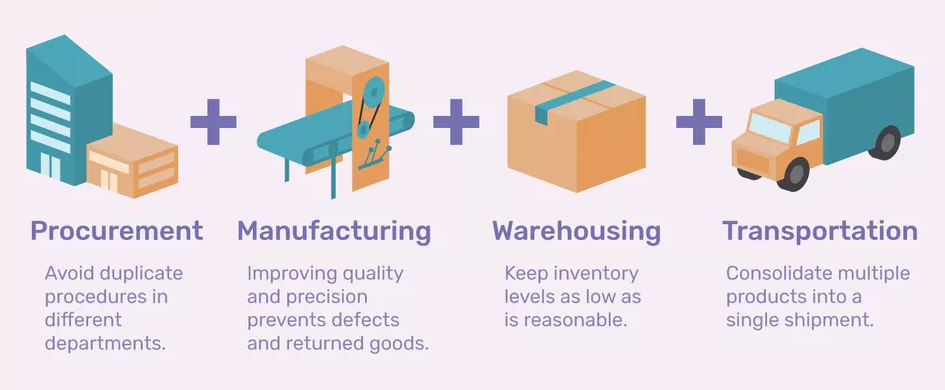 Procurement
Avoid duplicate
procedures in
different
departments.
Manufacturing
Improving quality
and precision
prevents defects
and returned goods.
Warehousing
Keep inventory
levels as low as
is reasonable.
Transportation
Consolidate multiple
products into a
single shipment.